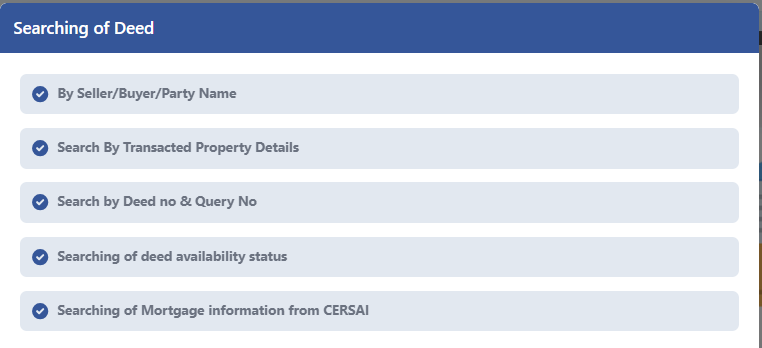 Searching of Deed
By Seller/Buyer/Party Name
Search By Transacted Property Details
Search by Deed no & Query No
Searching of deed availability status
Searching of Mortgage information from CERSAI